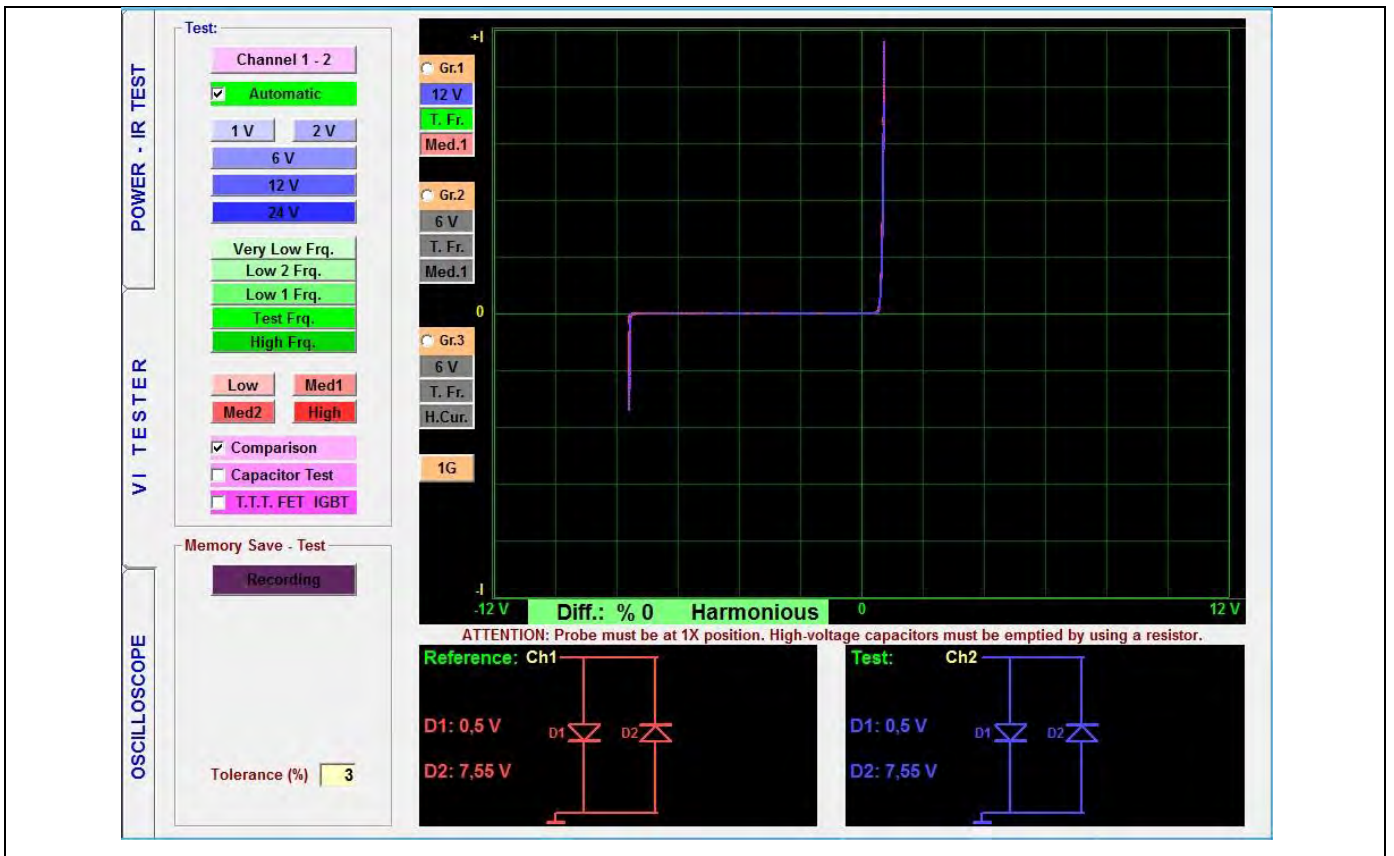 POWER - IR TEST
VI TESTER
OSCILLOSCOPE
Test:
Channel 1 - 2
Automatic
1 V 2 V
6 V
12 V
24 V
Very Low Frq.
Low 2 Frq.
Low 1 Frq.
Test Frq.
High Frq.
Low Med1
Med2 High
Comparison
Capacitor Test
T.T.T. FET IGBT
Memory Save - Test
Recording
Tolerance (%) 3
Gr.1
12 V
T. Fr.
Med.1
Gr.2
6 V
T. Fr.
Med.1
Gr.3
6 V
T. Fr.
H.Cur.
1G
+I
0
-I
-12 V Diff.: % 0 Harmonious 0 12 V
ATTENTION: Probe must be at 1X position. High-voltage capacitors must be emptied by using a resistor.
Reference: Ch1
D1: 0,5 V D1 D2
D2: 7,55 V
Test: Ch2
D1: 0,5 V D1 D2
D2: 7,55 V